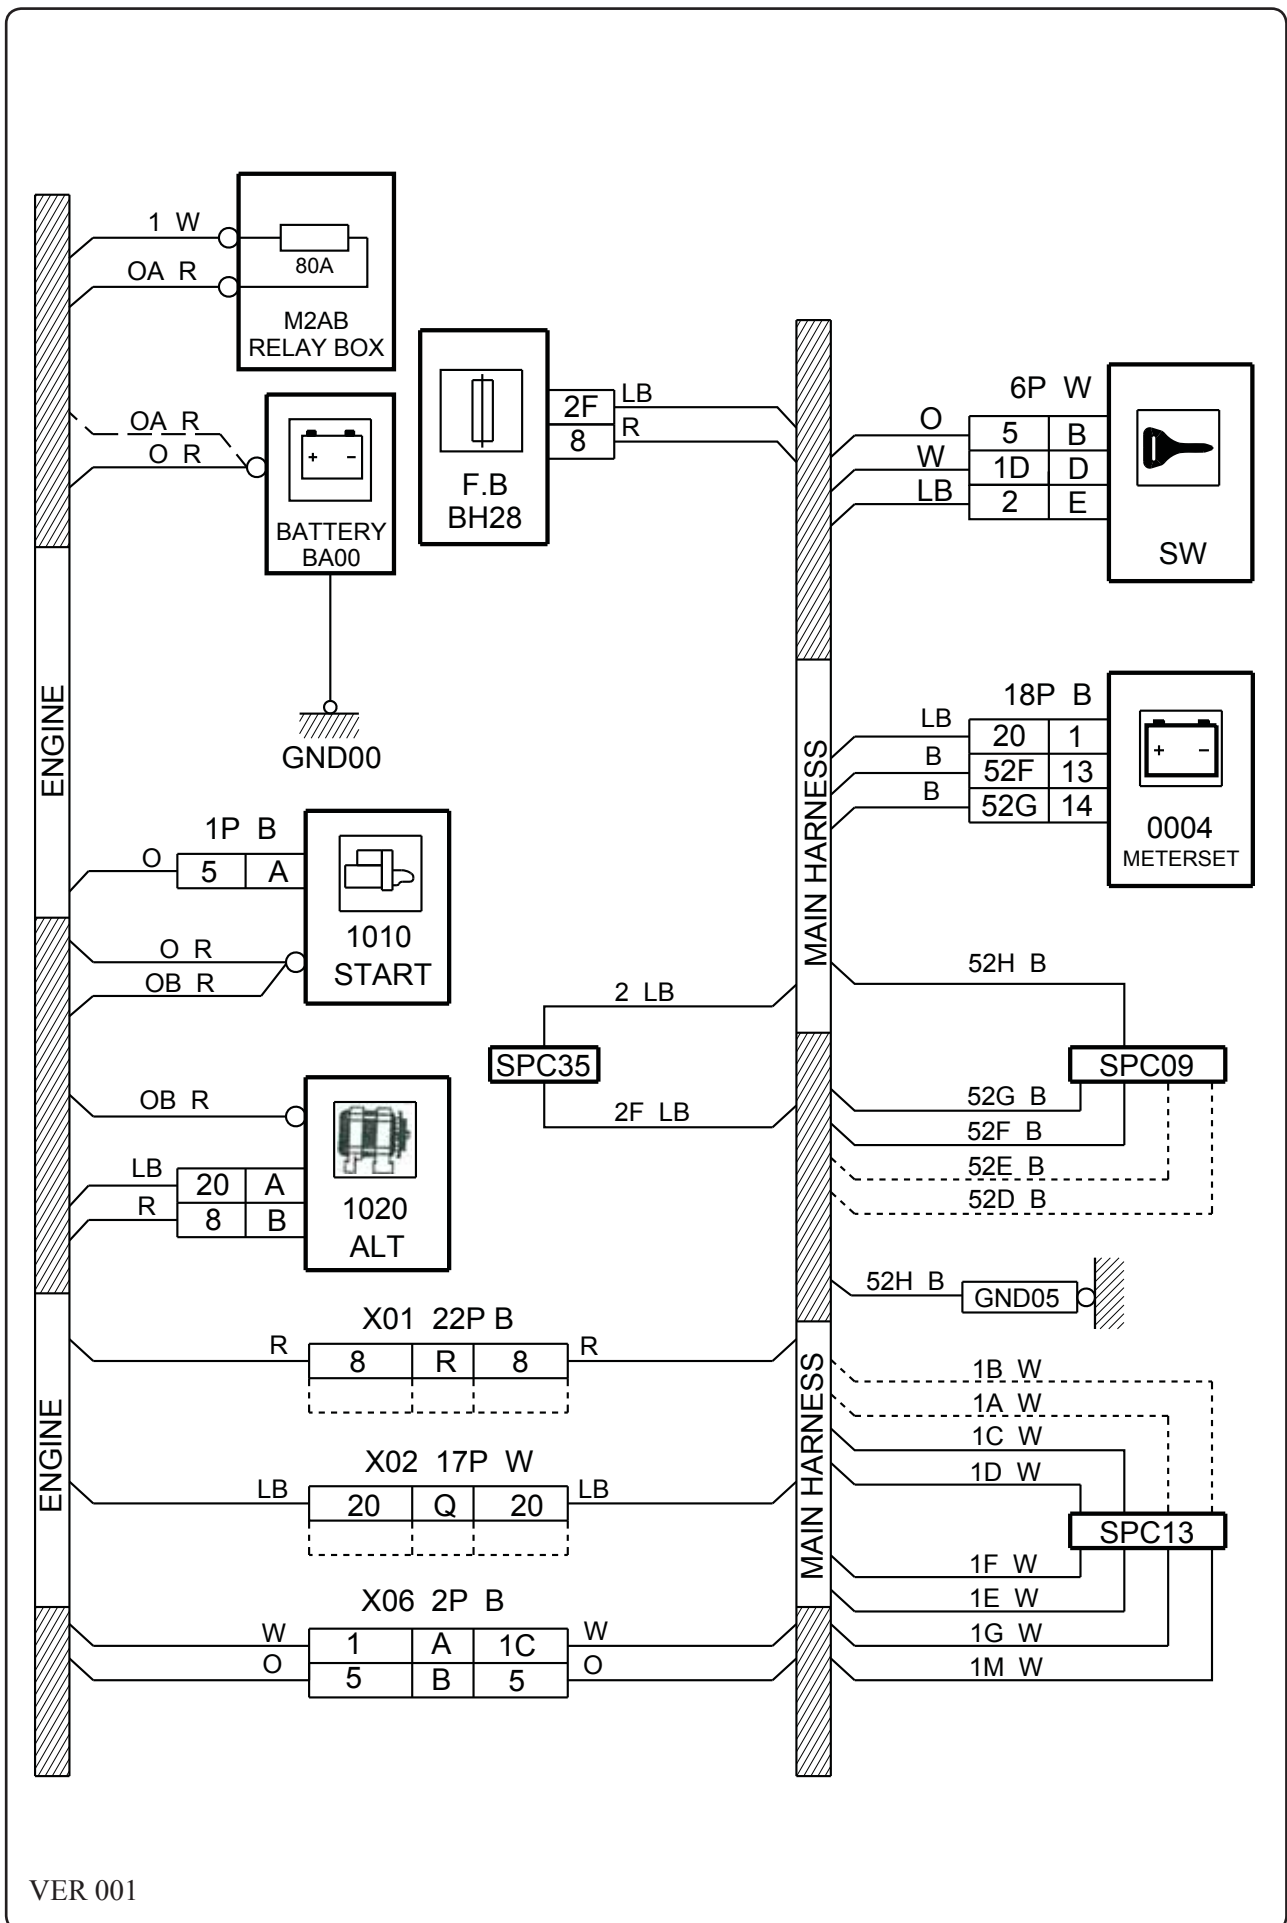 1 W
OA R
80A
M2AB
RELAY BOX
OA R
O R
+ -
BATTERY
BA00
GND00
ENGINE
1P B
O
5 A
1010
START
O R
OB R
OB R
LB
20 A
R
8 B
1020
ALT
ENGINE
X01 22P B
R
8 R 8
R
X02 17P W
LB
20 Q 20
LB
X06 2P B
W
1 A 1C
W
O
5 B 5
O
F.B
BH28
2F
LB
8
R
2 LB
SPC35
2F LB
MAIN HARNESS
MAIN HARNESS
6P W
O
5 B
W
1D D
LB
2 E
SW
18P B
LB
20 1
B
52F 13
B
52G 14
+ -
0004
METERSET
52H B
SPC09
52G B
52F B
52E B
52D B
52H B
GND05
1B W
1A W
1C W
1D W
SPC13
1F W
1E W
1G W
1M W
VER 001